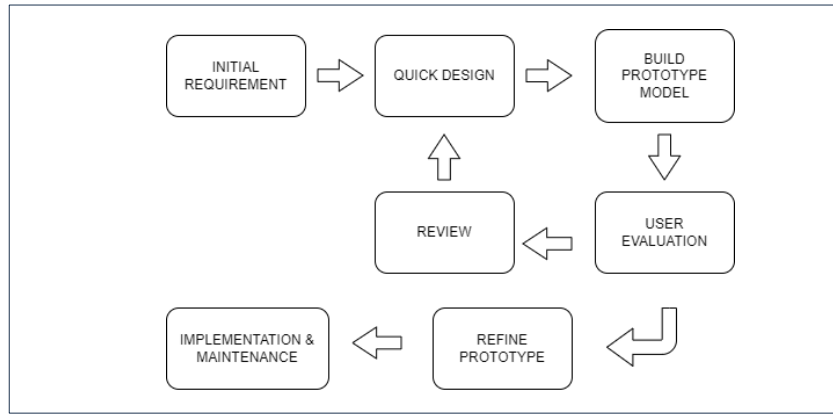 INITIAL
REQUIREMENT
QUICK DESIGN
BUILD
PROTOTYPE
MODEL
REVIEW
USER
EVALUATION
IMPLEMENTATION &
MAINTENANCE
REFINE
PROTOTYPE